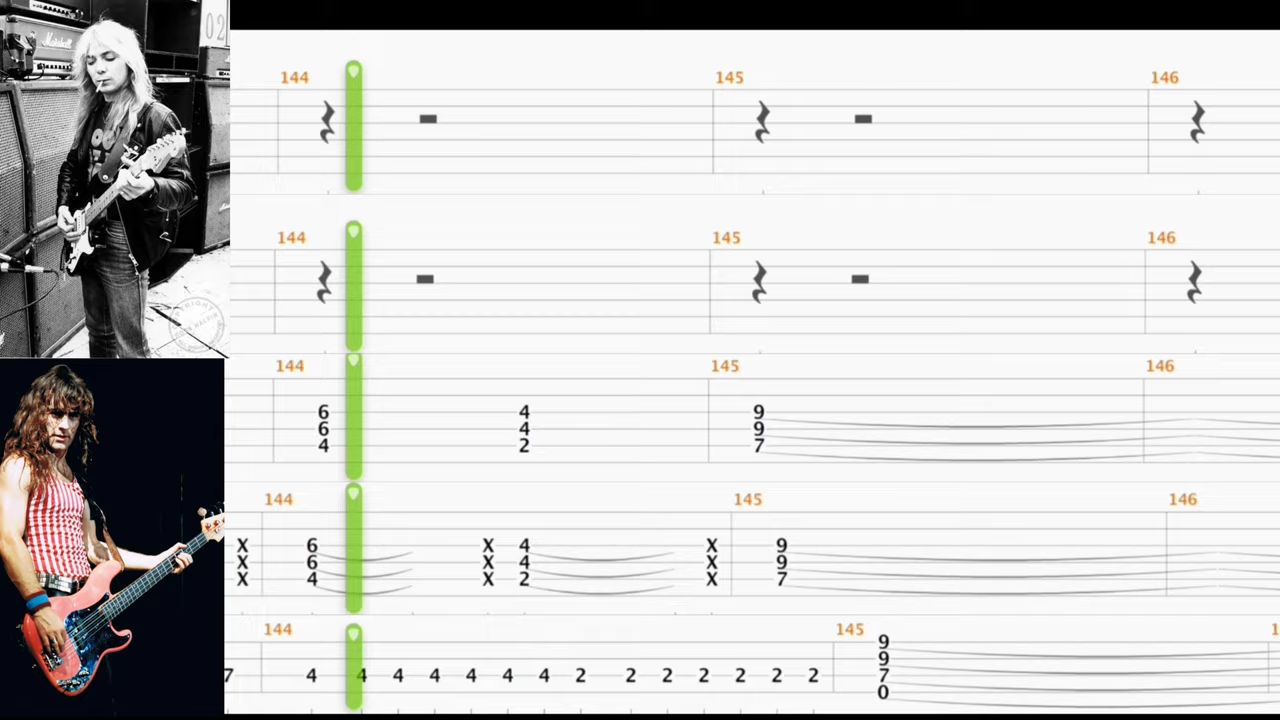 Marshall
02
144 145 146
144 145 146
144 145 146
6 4 9
6 4 9
4 2 7
144 145 146
X 6 X 4 X 9
X 6 X 4 X 9
X 4 X 2 X 7
144 145
9
9
7 4 4 4 4 4 4 4 2 2 2 2 2 2 2 7
0